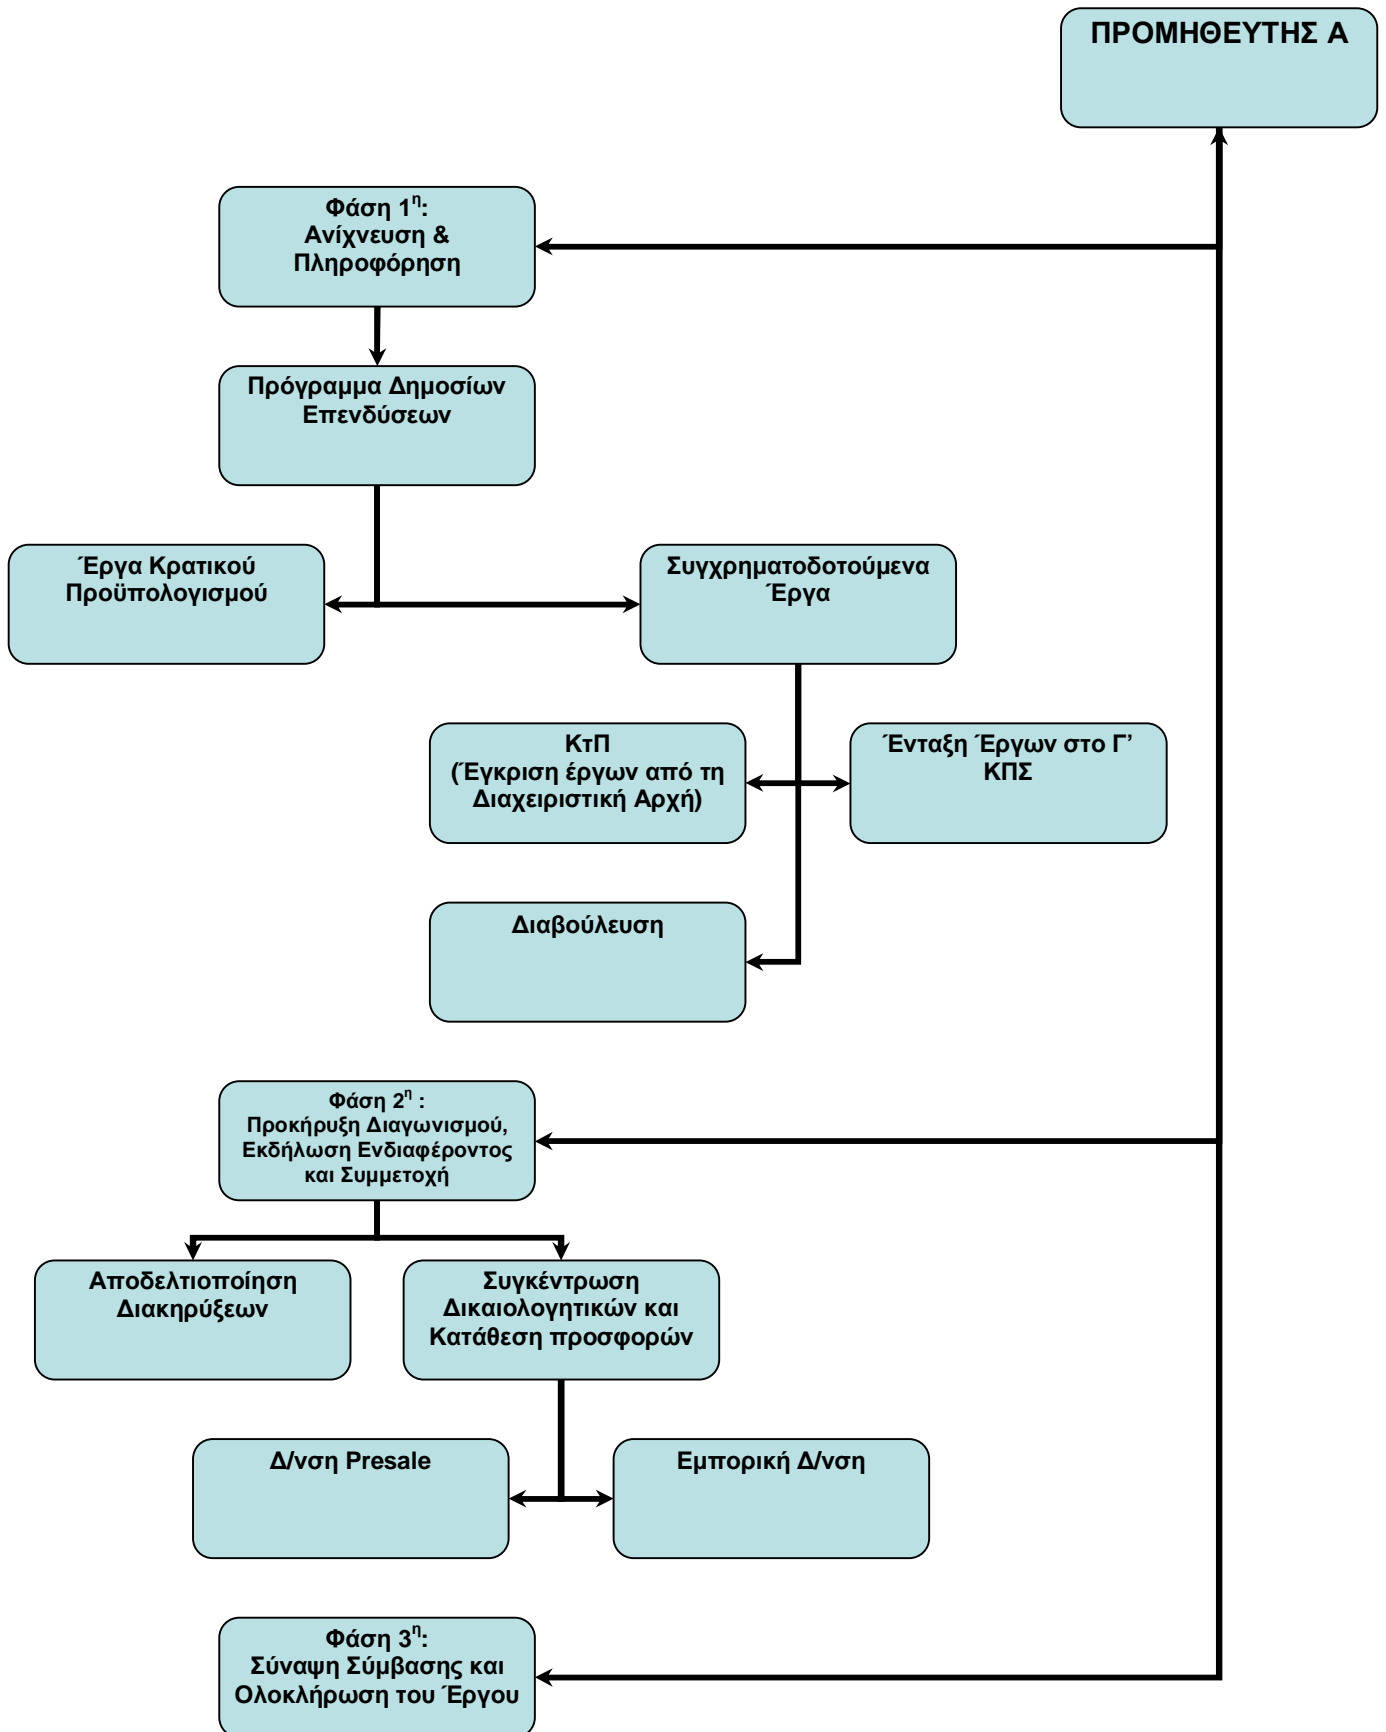 ΠΡΟΜΗΘΕΥΤΗΣ Α
Φάση 1η:
Ανίχνευση &
Πληροφόρηση
Πρόγραμμα Δημοσίων
Επενδύσεων
Έργα Κρατικού
Προϋπολογισμού
Συγχρηματοδοτούμενα
Έργα
ΚτΠ
(Έγκριση έργων από τη
Διαχειριστική Αρχή)
Ένταξη Έργων στο Γ’
ΚΠΣ
Διαβούλευση
Φάση 2η :
Προκήρυξη Διαγωνισμού,
Εκδήλωση Ενδιαφέροντος
και Συμμετοχή
Αποδελτιοποίηση
Διακηρύξεων
Συγκέντρωση
Δικαιολογητικών και
Κατάθεση προσφορών
Δ/νση Presale
Εμπορική Δ/νση
Φάση 3η:
Σύναψη Σύμβασης και
Ολοκλήρωση του Έργου